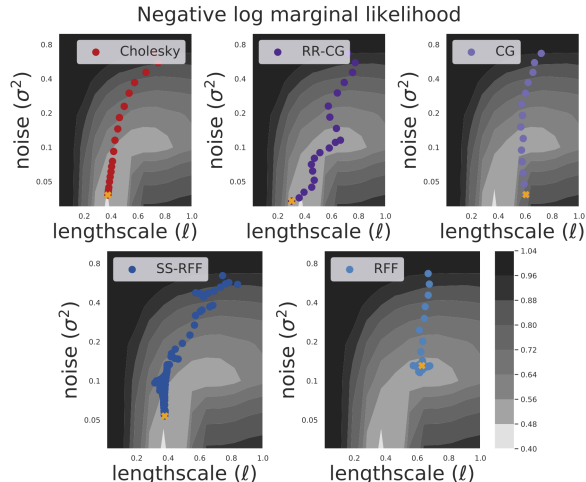 Negative log marginal likelihood
Cholesky
RR-CG
CG
noise (σ²)
0.8
0.4
0.2
0.1
0.05
noise (σ²)
0.8
0.4
0.2
0.1
0.05
noise (σ²)
0.8
0.4
0.2
0.1
0.05
0.2 0.4 0.6 0.8 1.0
0.2 0.4 0.6 0.8 1.0
0.2 0.4 0.6 0.8 1.0
lengthscale (ℓ)
lengthscale (ℓ)
lengthscale (ℓ)
SS-RFF
RFF
noise (σ²)
0.8
0.4
0.2
0.1
0.05
noise (σ²)
0.8
0.4
0.2
0.1
0.05
1.04
0.96
0.88
0.80
0.72
0.64
0.56
0.48
0.40
0.2 0.4 0.6 0.8 1.0
0.2 0.4 0.6 0.8 1.0
lengthscale (ℓ)
lengthscale (ℓ)